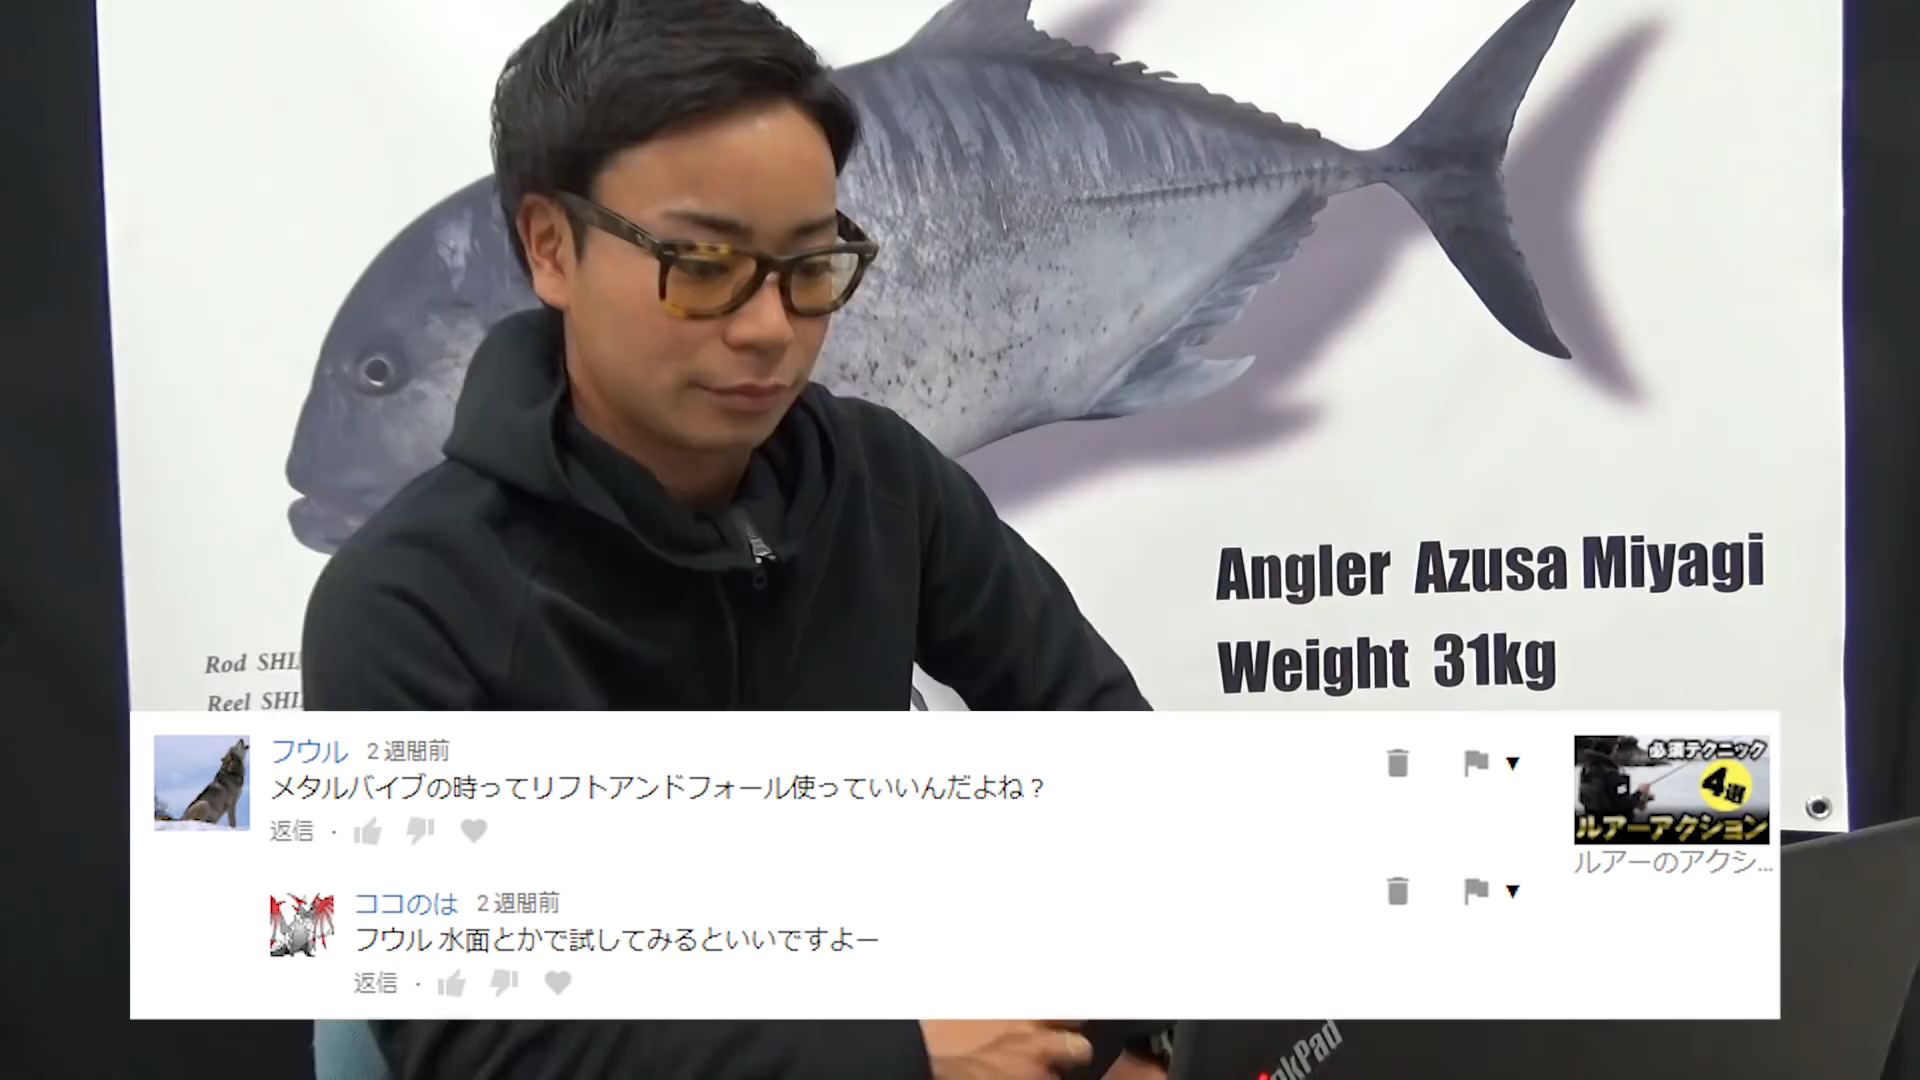 Angler Azusa Miyagi
Weight 31kg
Rod SHI
Reel SHI
フウル 2 週間前
メタルバイブの時ってリフトアンドフォール使っていいんだよね？
返信
必須テクニック
4選
ルアーアクション
ルアーのアクシ...
ココのは 2 週間前
フウル 水面とかで試してみるといいですよー
返信
nkPad